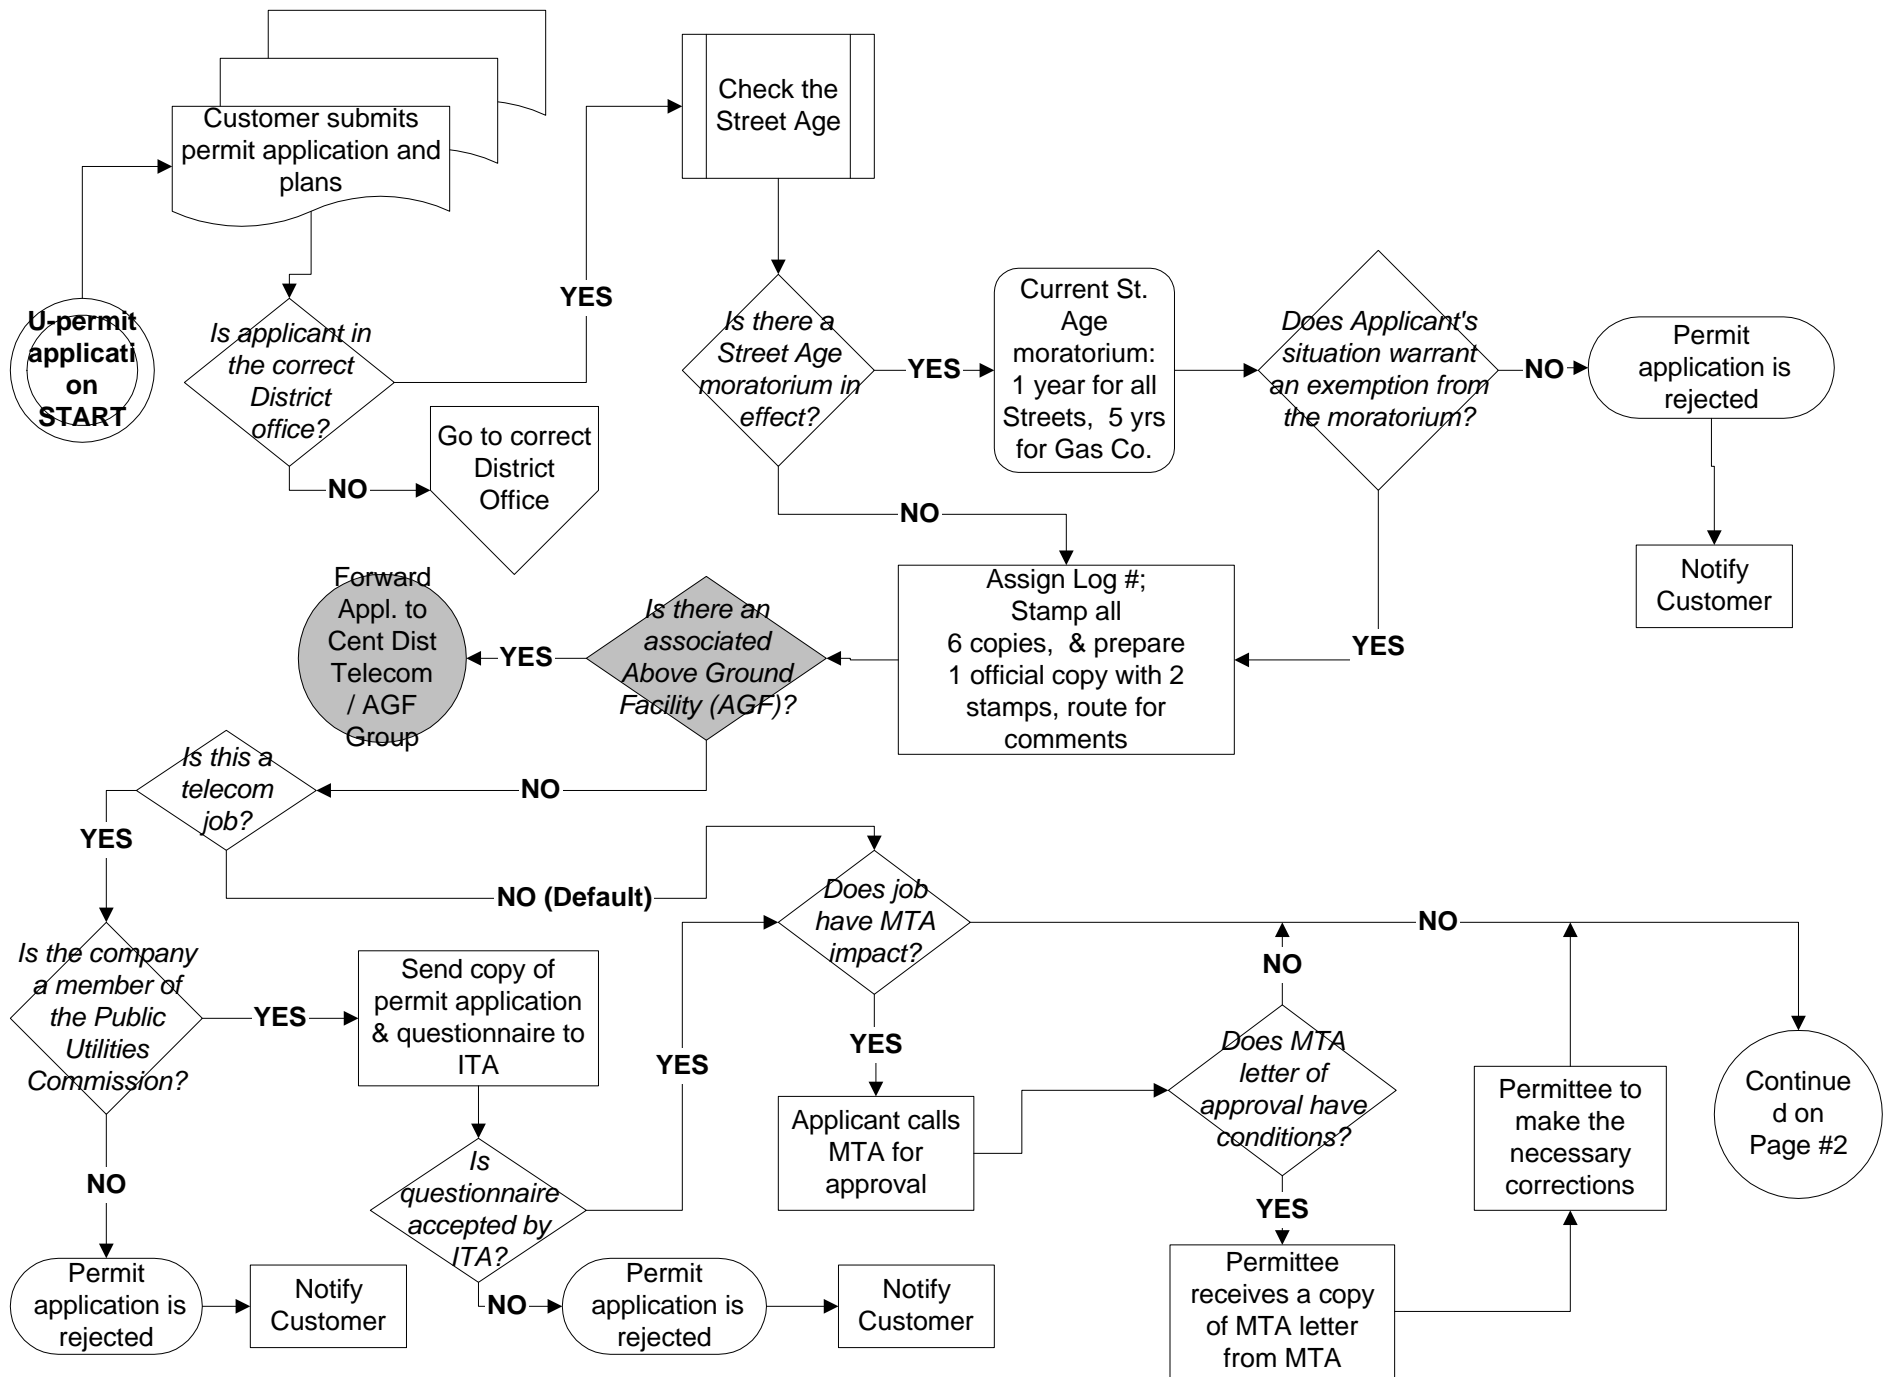 Customer submits
permit application and
plans
Check the
Street Age
U-permit
applicati
on
START
Is applicant in
the correct
District
office?
YES
NO
Go to correct
District
Office
Is there a
Street Age
moratorium in
effect?
YES
Current St.
Age
moratorium:
1 year for all
Streets, 5 yrs
for Gas Co.
Does Applicant's
situation warrant
an exemption from
the moratorium?
NO
Permit
application is
rejected
Notify
Customer
NO
YES
Assign Log #;
Stamp all
6 copies, & prepare
1 official copy with 2
stamps, route for
comments
Is there an
associated
Above Ground
Facility (AGF)?
YES
Forward
Appl. to
Cent Dist
Telecom
/ AGF
Group
NO
Is this a
telecom
job?
YES
NO (Default)
Is the company
a member of
the Public
Utilities
Commission?
YES
Send copy of
permit application
& questionnaire to
ITA
YES
Does job
have MTA
impact?
NO
YES
Applicant calls
MTA for
approval
NO
Does MTA
letter of
approval have
conditions?
YES
Permittee to
make the
necessary
corrections
Continue
d on
Page #2
NO
Is
questionnaire
accepted by
ITA?
Permit
application is
rejected
Notify
Customer
NO
Permit
application is
rejected
Notify
Customer
Permittee
receives a copy
of MTA letter
from MTA